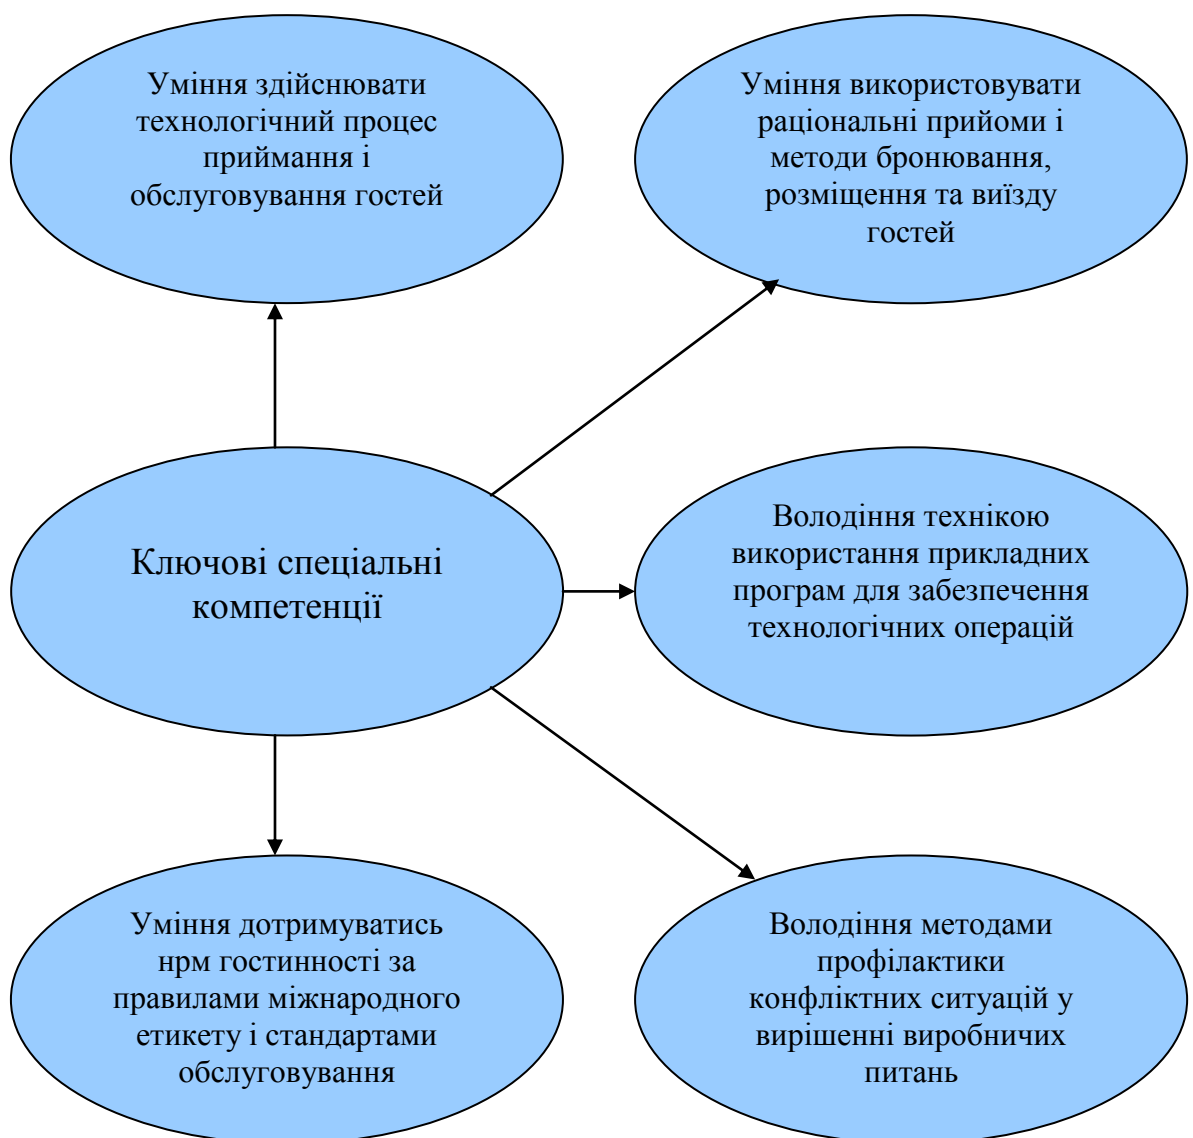 Уміння здійснювати
технологічний процес
приймання і
обслуговування гостей
Уміння використовувати
раціональні прийоми і
методи бронювання,
розміщення та виїзду
гостей
Ключові спеціальні
компетенції
Володіння технікою
використання прикладних
програм для забезпечення
технологічних операцій
Уміння дотримуватись
нрм гостинності за
правилами міжнародного
етикету і стандартами
обслуговування
Володіння методами
профілактики
конфліктних ситуацій у
вирішенні виробничих
питань